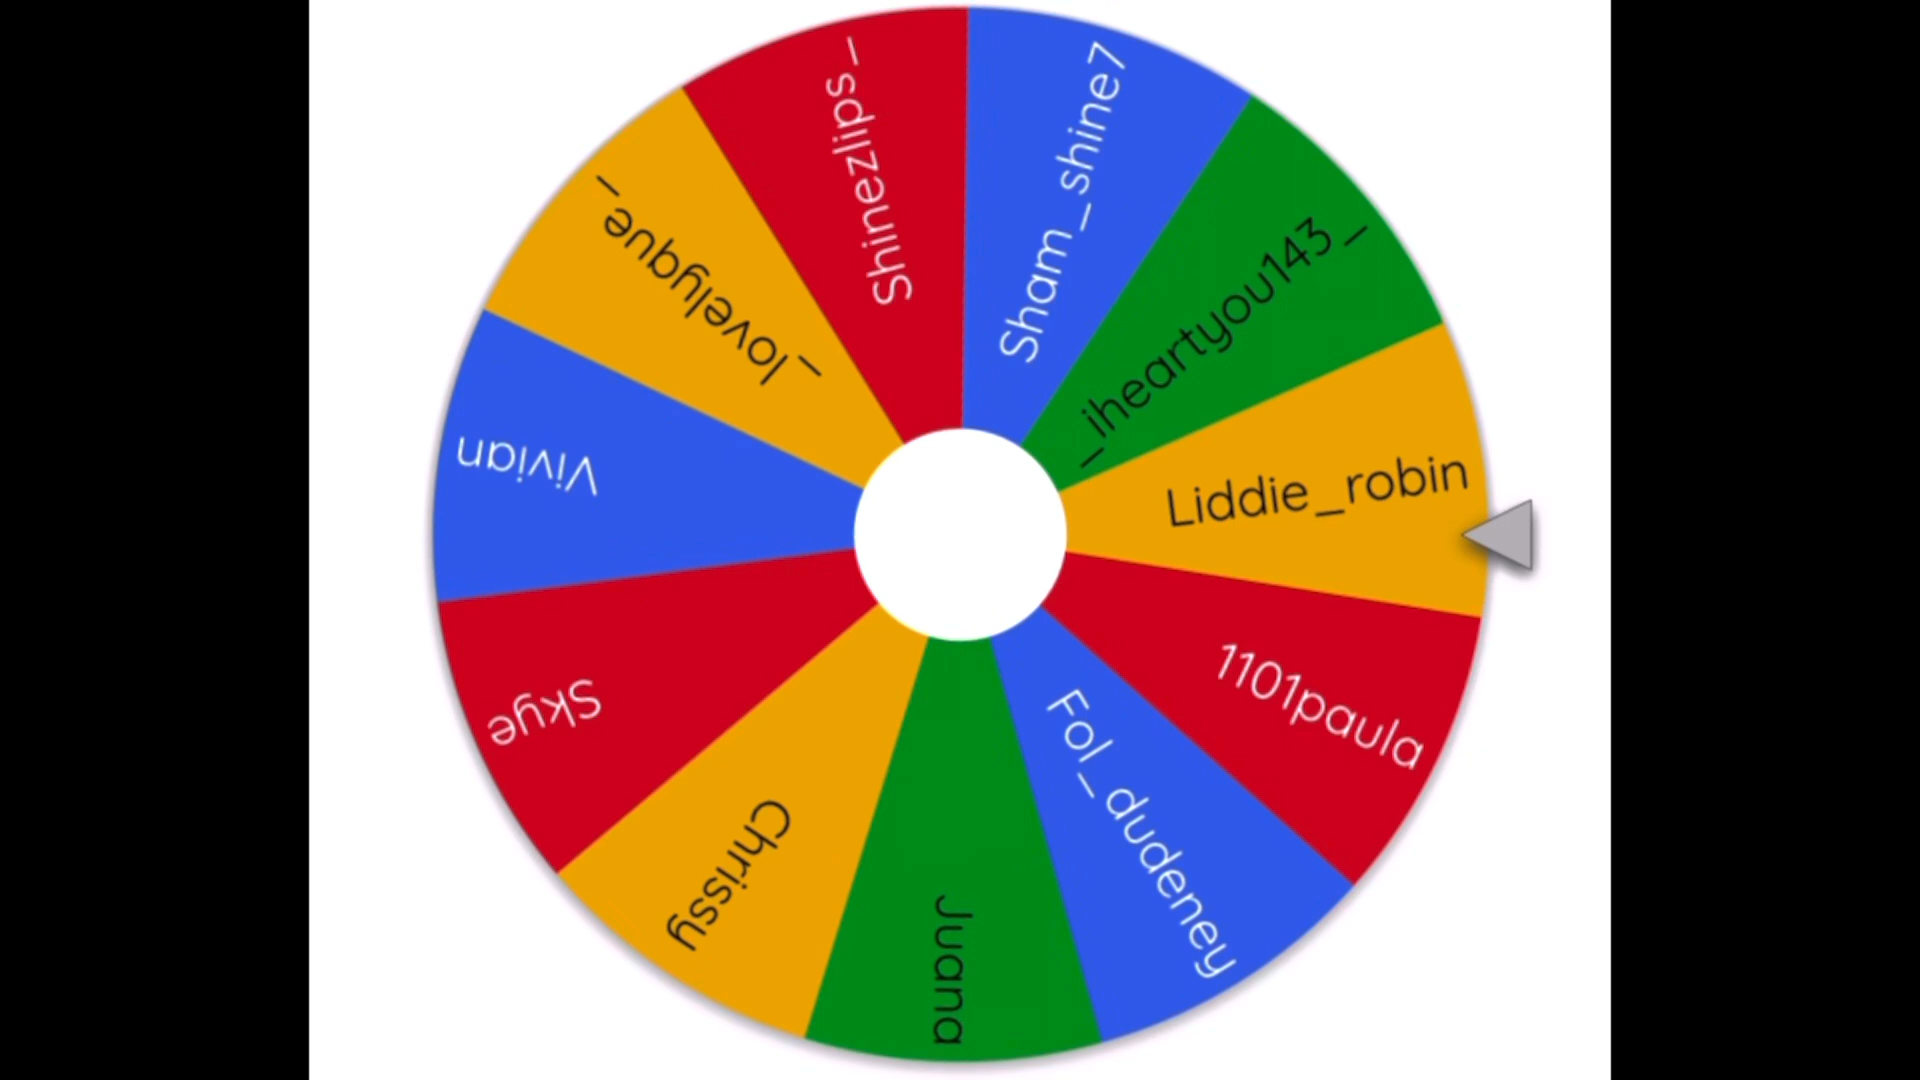 Shinezlips_
Sham_shine7
_iheartyou143_
Liddie_robin
1101paula
Fol_dudeney
Juana
Chrissy
Skye
Vivian
_lovelyque_